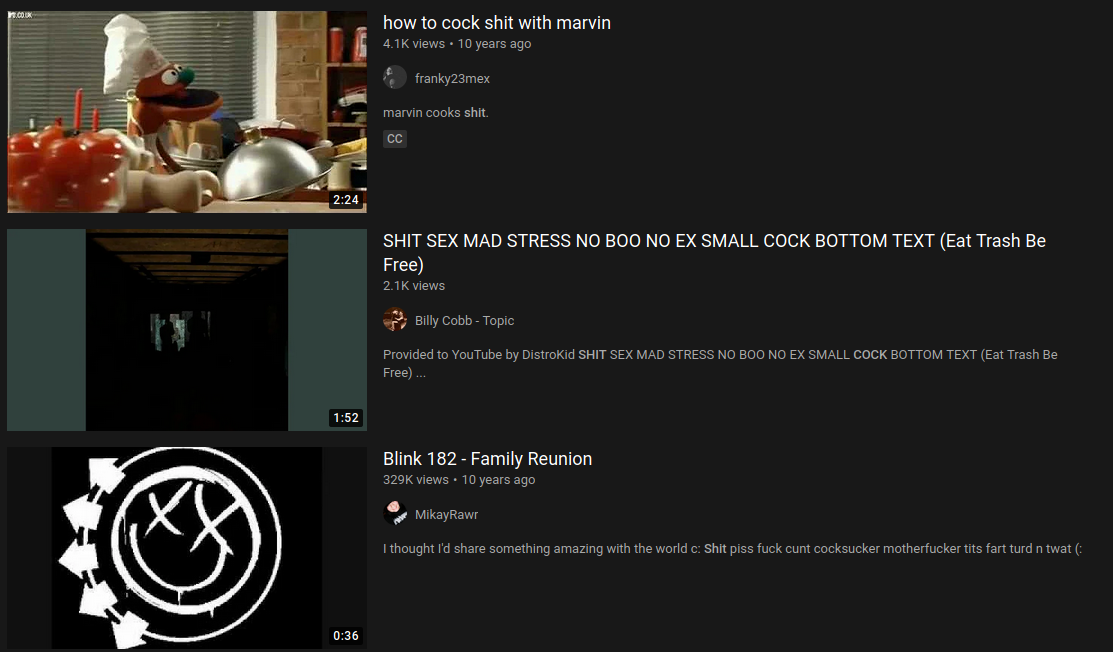 how to cock shit with marvin
4.1K views • 10 years ago
franky23mex
marvin cooks shit.
CC
2:24
SHIT SEX MAD STRESS NO BOO NO EX SMALL COCK BOTTOM TEXT (Eat Trash Be
Free)
2.1K views
Billy Cobb - Topic
Provided to YouTube by DistroKid SHIT SEX MAD STRESS NO BOO NO EX SMALL COCK BOTTOM TEXT (Eat Trash Be
Free) ...
1:52
Blink 182 - Family Reunion
329K views • 10 years ago
MikayRawr
I thought I'd share something amazing with the world c: Shit piss fuck cunt cocksucker motherfucker tits fart turd n twat (:
0:36